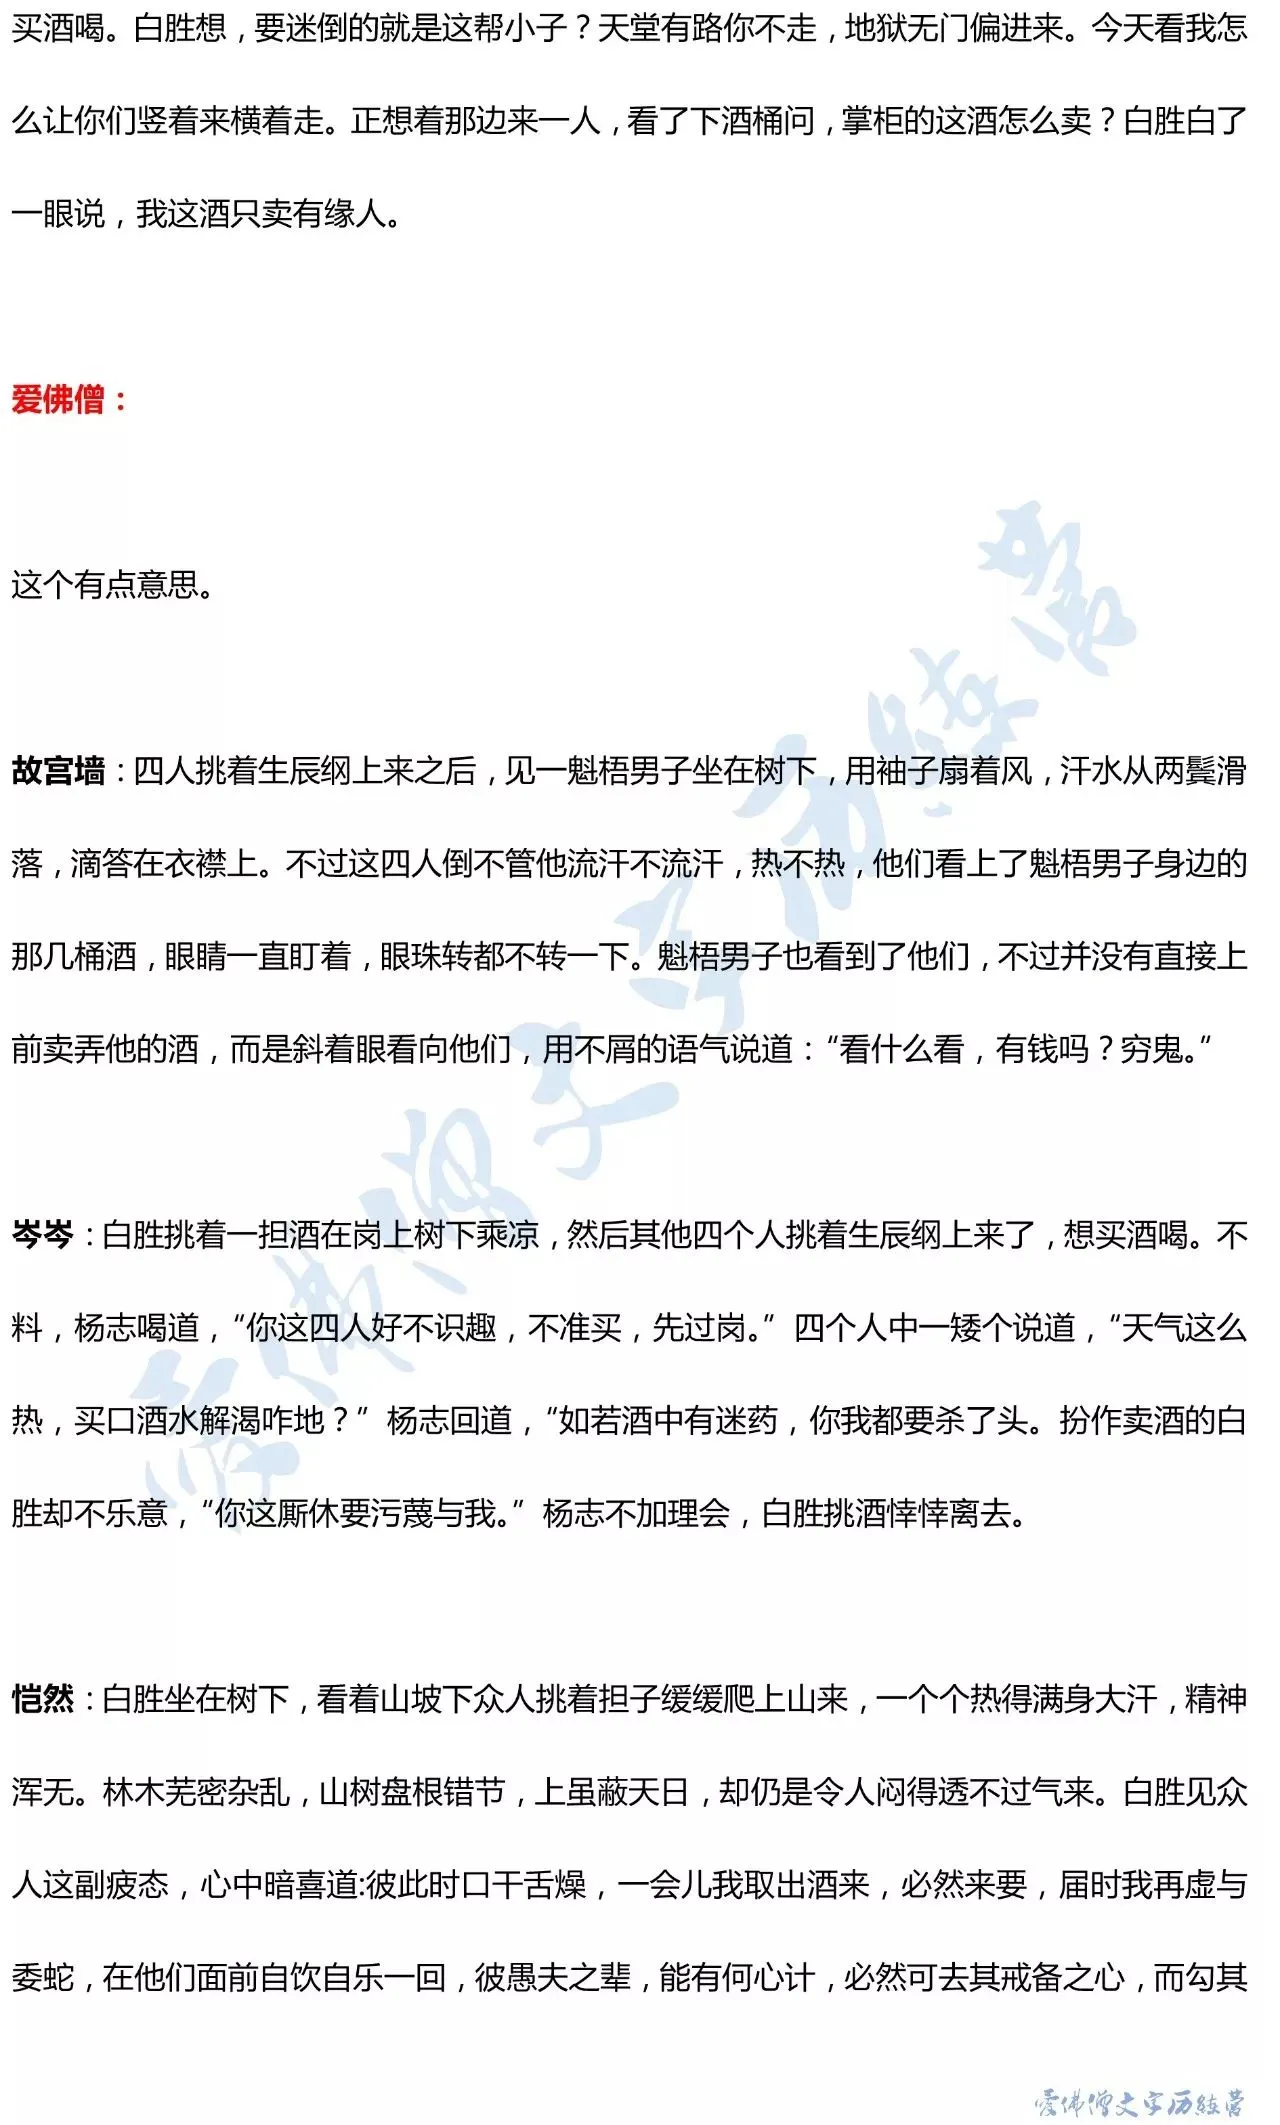 买酒喝。白胜想，要迷倒的就是这帮小子？天堂有路你不走，地狱无门偏进来。今天看我怎
么让你们竖着来横着走。正想着那边来一人，看了下酒桶问，掌柜的这酒怎么卖？白胜白了
一眼说，我这酒只卖有缘人。
爱佛僧：
这个有点意思。
故宫墙：四人挑着生辰纲上来之后，见一魁梧男子坐在树下，用袖子扇着风，汗水从两鬓滑
落，滴答在衣襟上。不过这四人倒不管他流汗不流汗，热不热，他们看上了魁梧男子身边的
那几桶酒，眼睛一直盯着，眼珠转都不转一下。魁梧男子也看到了他们，不过并没有直接上
前卖弄他的酒，而是斜着眼看向他们，用不屑的语气说道：“看什么看，有钱吗？穷鬼。”
岑岑：白胜挑着一担酒在岗上树下乘凉，然后其他四个人挑着生辰纲上来了，想买酒喝。不
料，杨志喝道，“你这四人好不识趣，不准买，先过岗。” 四个人中一矮个说道，“天气这么
热，买口酒水解渴咋地？” 杨志回道，“如若酒中有迷药，你我都要杀了头。扮作卖酒的白
胜却不乐意，“你这厮休要污蔑与我。” 杨志不加理会，白胜挑酒悻悻离去。
恺然：白胜坐在树下，看着山坡下众人挑着担子缓缓爬上山来，一个个热得满身大汗，精神
浑无。林木芜密杂乱，山树盘根错节，上虽蔽天日，却仍是令人闷得透不过气来。白胜见众
人这副疲态，心中暗喜道:彼此时口干舌燥，一会儿我取出酒来，必然来要，届时我再虚与
委蛇，在他们面前自饮自乐一回，彼愚夫之辈，能有何心计，必然可去其戒备之心，而勾其
爱佛僧文字历练营
爱佛僧文字历练营